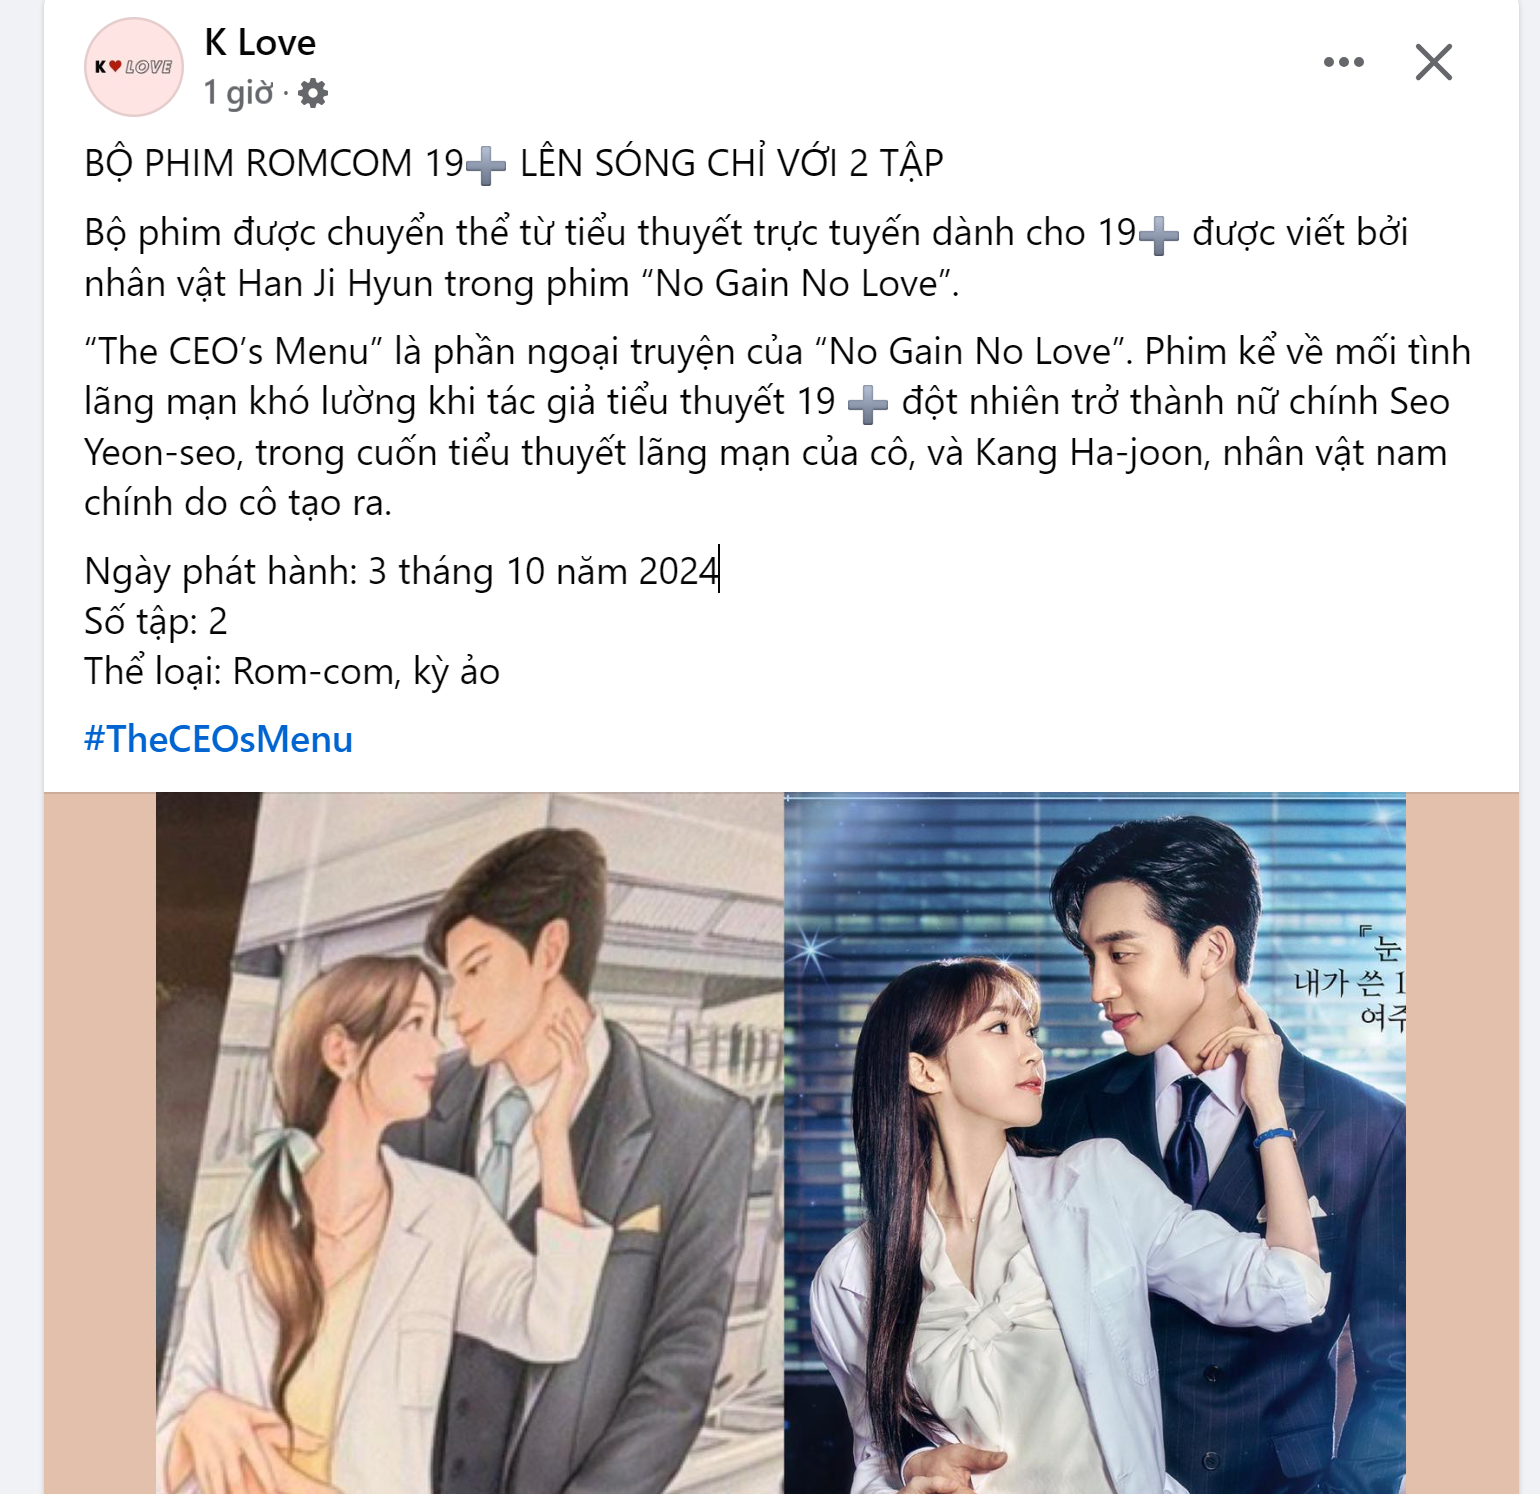 K Love
K♥LOVE
1 giờ ·
BỘ PHIM ROMCOM 19➕ LÊN SÓNG CHỈ VỚI 2 TẬP
Bộ phim được chuyển thể từ tiểu thuyết trực tuyến dành cho 19➕ được viết bởi
nhân vật Han Ji Hyun trong phim “No Gain No Love”.
“The CEO’s Menu” là phần ngoại truyện của “No Gain No Love”. Phim kể về mối tình
lãng mạn khó lường khi tác giả tiểu thuyết 19 ➕ đột nhiên trở thành nữ chính Seo
Yeon-seo, trong cuốn tiểu thuyết lãng mạn của cô, và Kang Ha-joon, nhân vật nam
chính do cô tạo ra.
Ngày phát hành: 3 tháng 10 năm 2024
Số tập: 2
Thể loại: Rom-com, kỳ ảo
#TheCEOsMenu
『눈
내가 쓴 1
여주